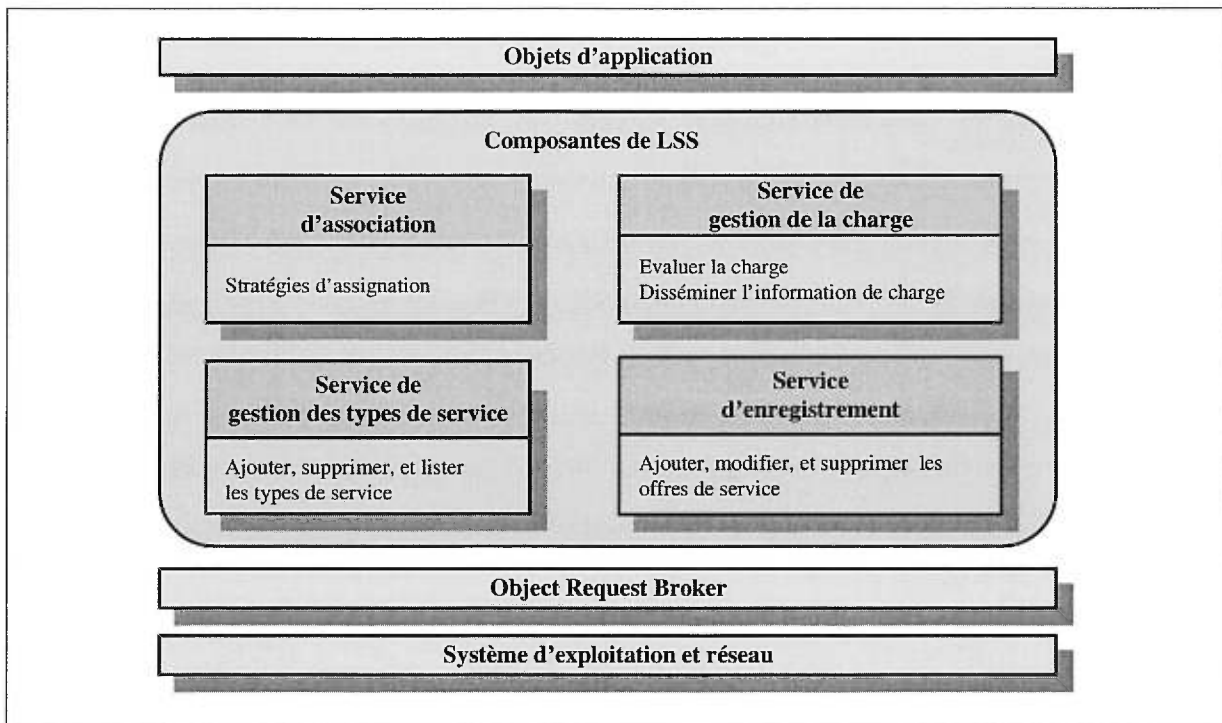 Objets d'application
Composantes de LSS
Service
d'association
Stratégies d'assignation
Service de
gestion de la charge
Evaluer la charge
Disséminer l'information de charge
Service de
gestion des types de service
Ajouter, supprimer, et lister
les types de service
Service
d'enregistrement
Ajouter, modifier, et supprimer les
offres de service
Object Request Broker
Système d'exploitation et réseau